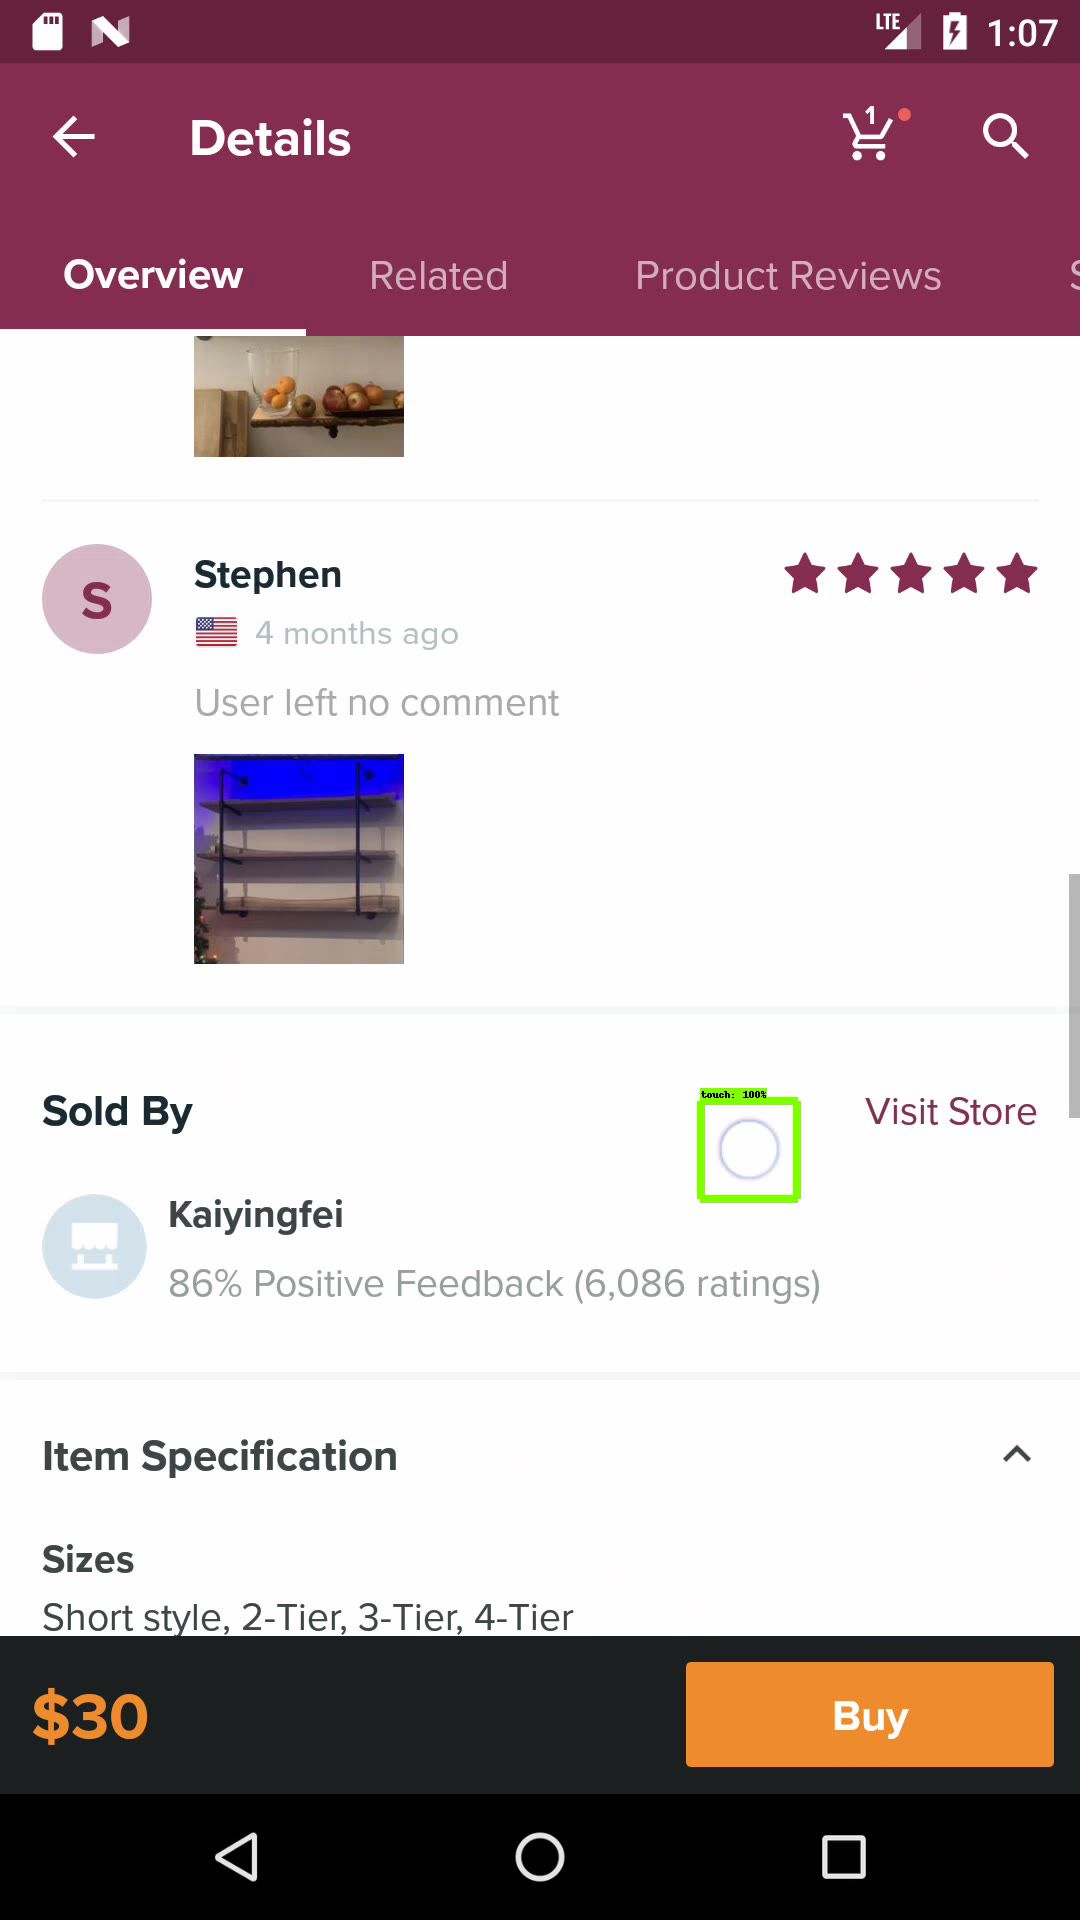 LTE 1:07
Details 1
Overview Related Product Reviews S
S Stephen
4 months ago
User left no comment
touch: 100%
Sold By Visit Store
Kaiyingfei
86% Positive Feedback (6,086 ratings)
Item Specification
Sizes
Short style, 2-Tier, 3-Tier, 4-Tier
$30 Buy